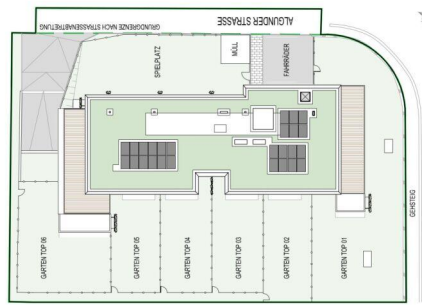 ALGUNDER STRASSE
GRUNDGRENZE NACH STRASSENABTRETUNG
SPIELPLATZ
MÜLL
FAHRRÄDER
GEHSTEIG
GARTEN TOP 06
GARTEN TOP 05
GARTEN TOP 04
GARTEN TOP 03
GARTEN TOP 02
GARTEN TOP 01